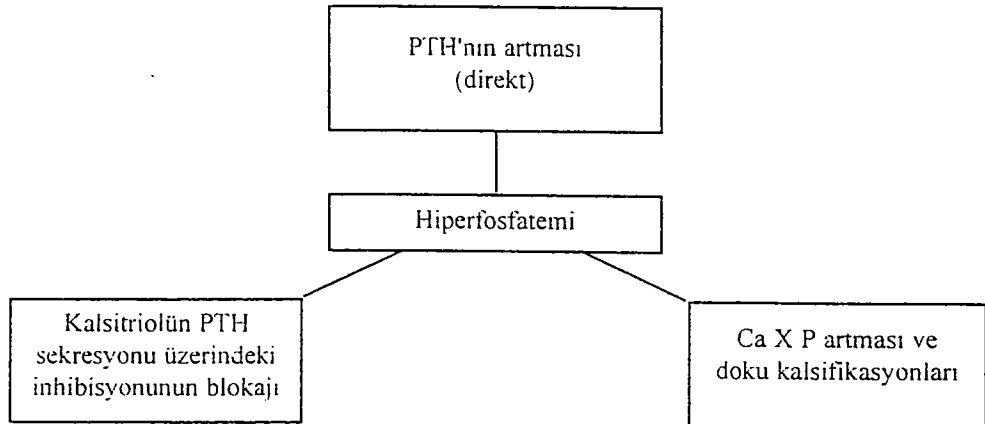 PTH'nın artması
(direkt)
Hiperfosfatemi
Kalsitriolün PTH
sekresyonu üzerindeki
inhibisyonunun blokajı
Ca X P artması ve
doku kalsifikasyonları